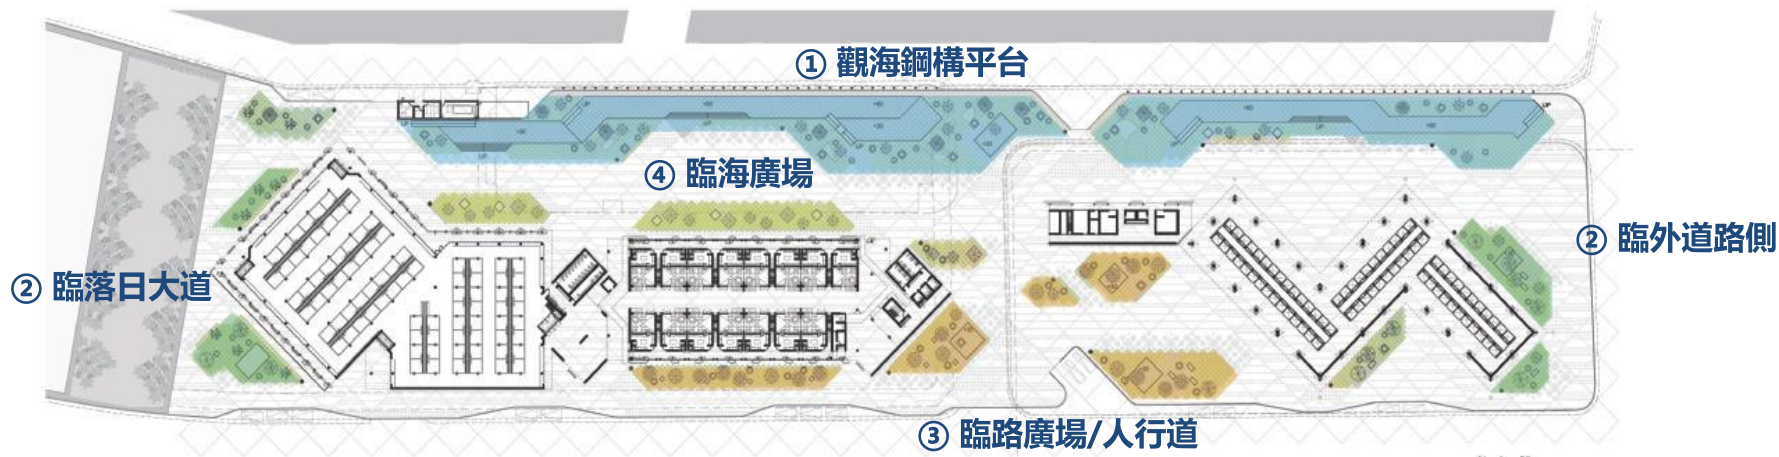 ① 觀海鋼構平台
④ 臨海廣場
② 臨外道路側
② 臨落日大道
③ 臨路廣場/人行道